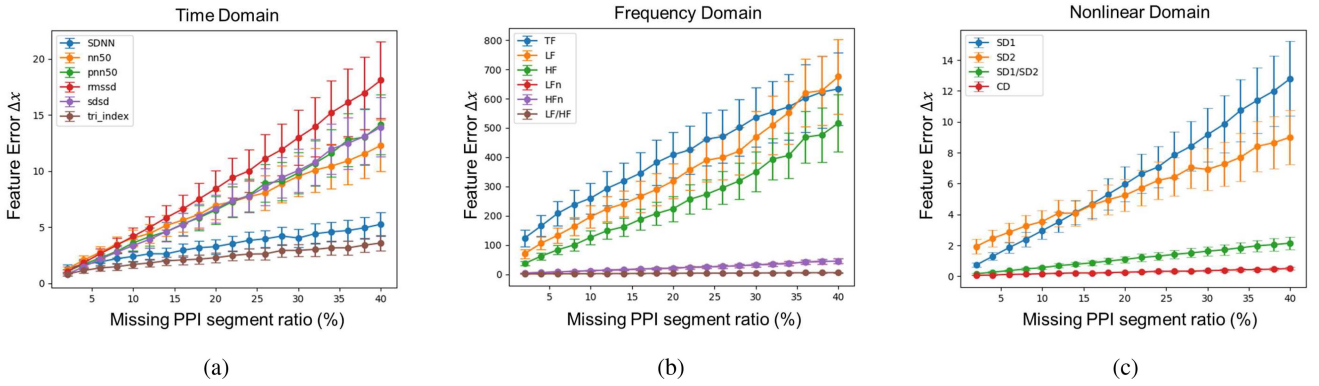 Time Domain
SDNN
nn50
pnn50
rmssd
sdsd
tri_index
20
15
10
5
0
5 10 15 20 25 30 35 40
Feature Error Δx
Missing PPI segment ratio (%)
(a)
Frequency Domain
TF
LF
HF
LFn
HFn
LF/HF
800
700
600
500
400
300
200
100
0
5 10 15 20 25 30 35 40
Feature Error Δx
Missing PPI segment ratio (%)
(b)
Nonlinear Domain
SD1
SD2
SD1/SD2
CD
14
12
10
8
6
4
2
0
5 10 15 20 25 30 35 40
Feature Error Δx
Missing PPI segment ratio (%)
(c)